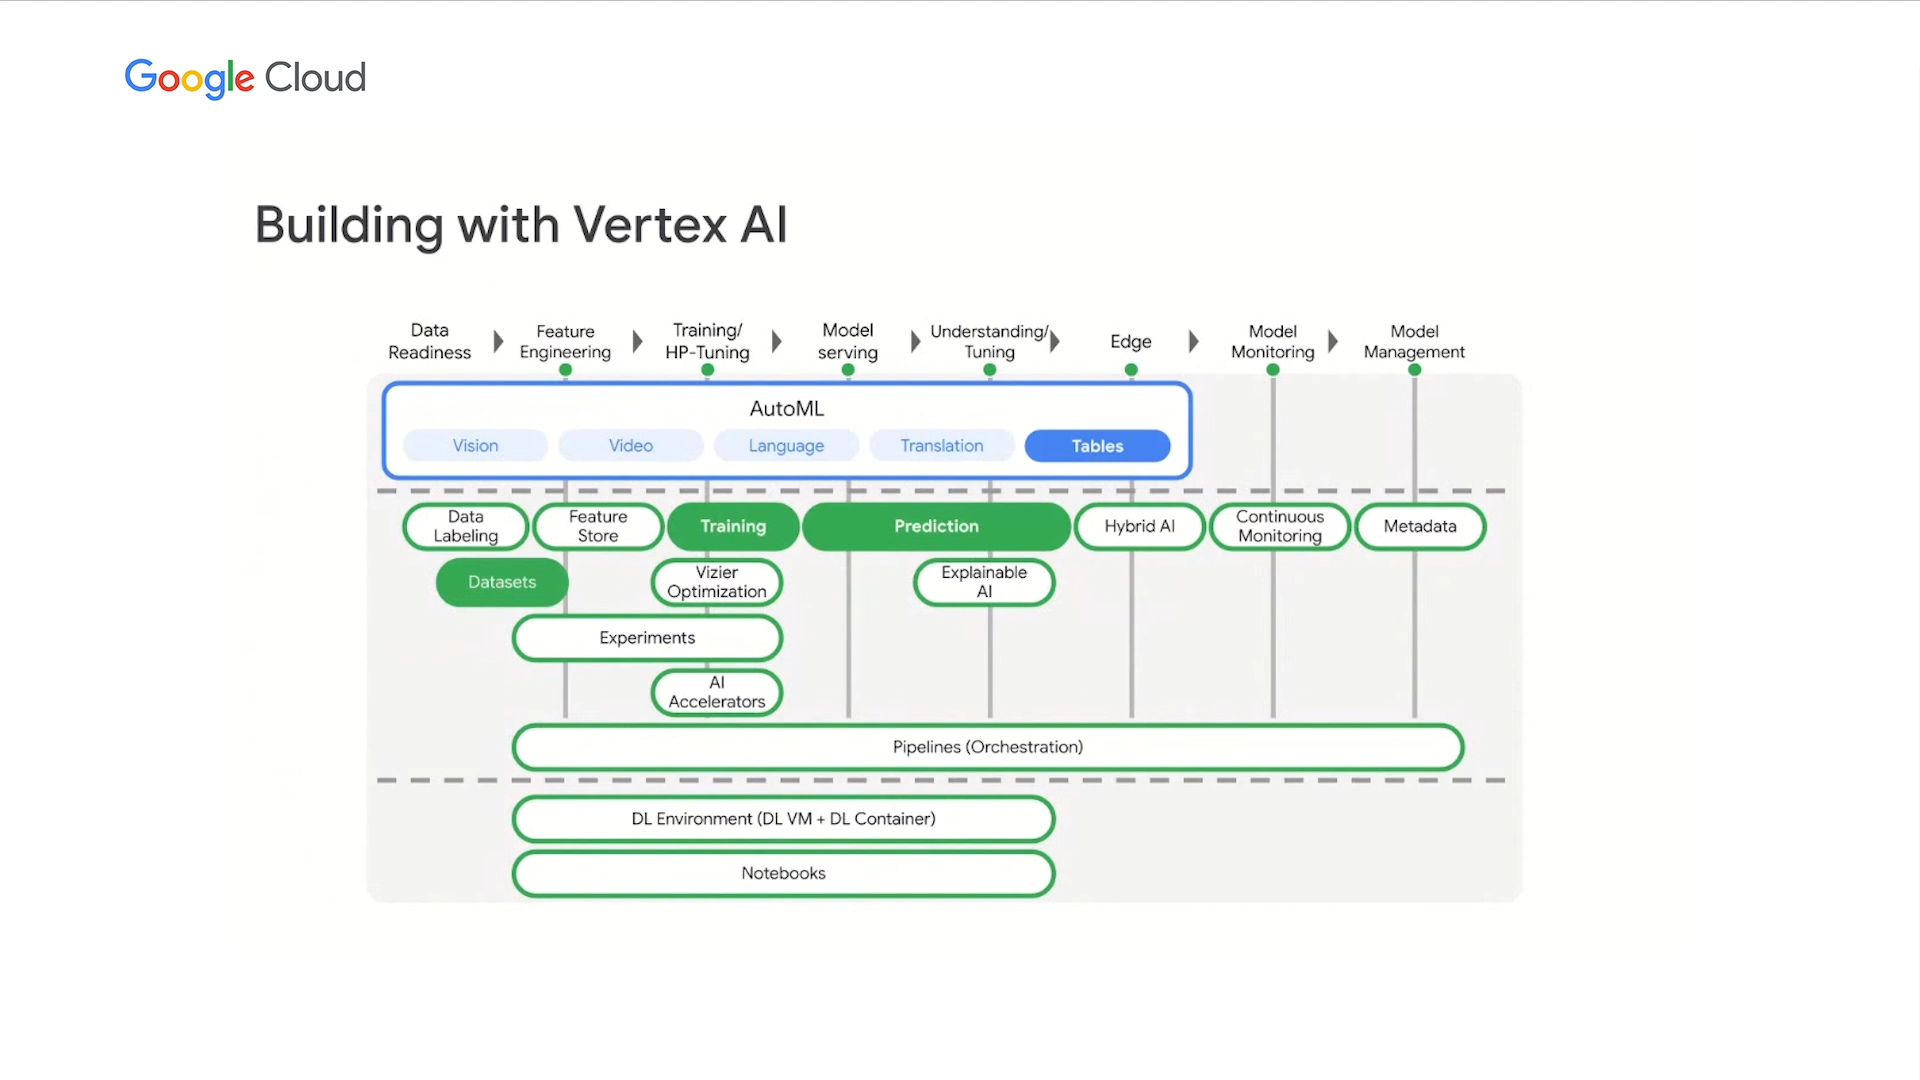 Google Cloud
Building with Vertex AI
Data
Readiness
Feature
Engineering
Training/
HP-Tuning
Model
serving
Understanding/
Tuning
Edge
Model
Monitoring
Model
Management
AutoML
Vision
Video
Language
Translation
Tables
Data
Labeling
Feature
Store
Training
Prediction
Hybrid AI
Continuous
Monitoring
Metadata
Datasets
Vizier
Optimization
Explainable
AI
Experiments
AI
Accelerators
Pipelines (Orchestration)
DL Environment (DL VM + DL Container)
Notebooks